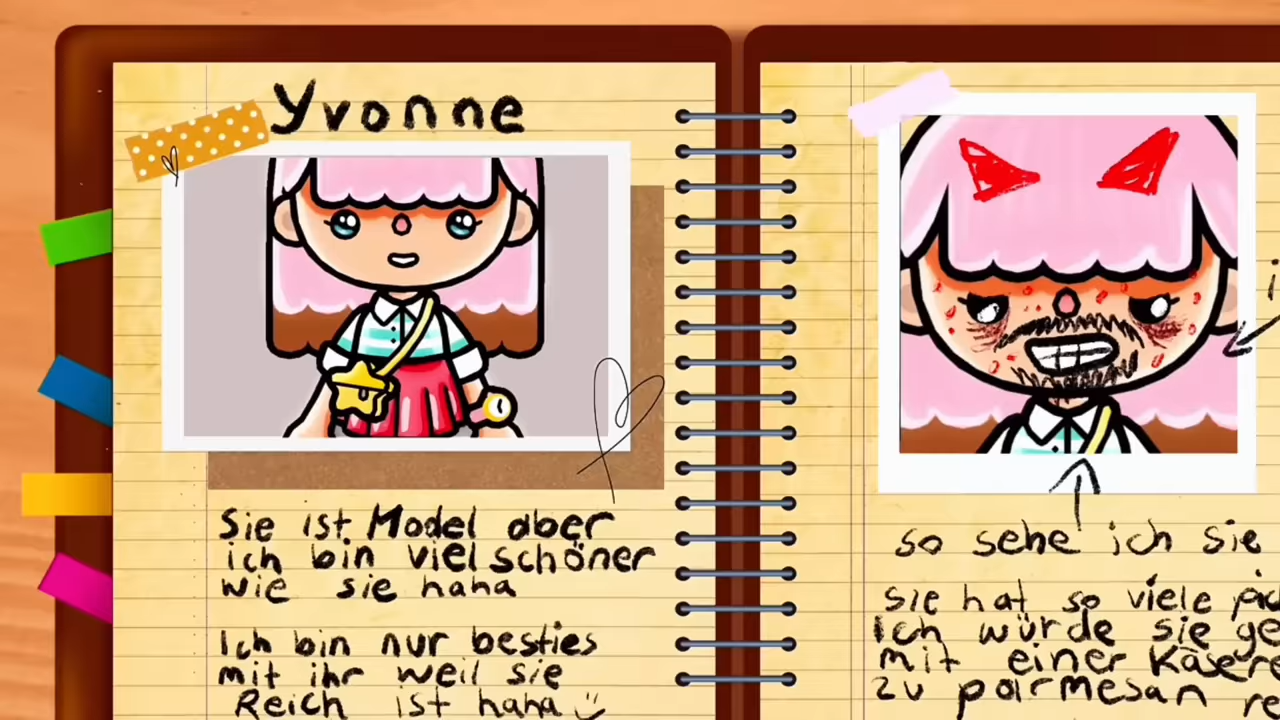 Yvonne
Sie ist Model aber
ich bin viel schöner
wie sie haha
Ich bin nur besties
mit ihr weil sie
Reich ist haha
so sehe ich sie
Sie hat so viele
Ich würde sie
mit einer
zu parmesan